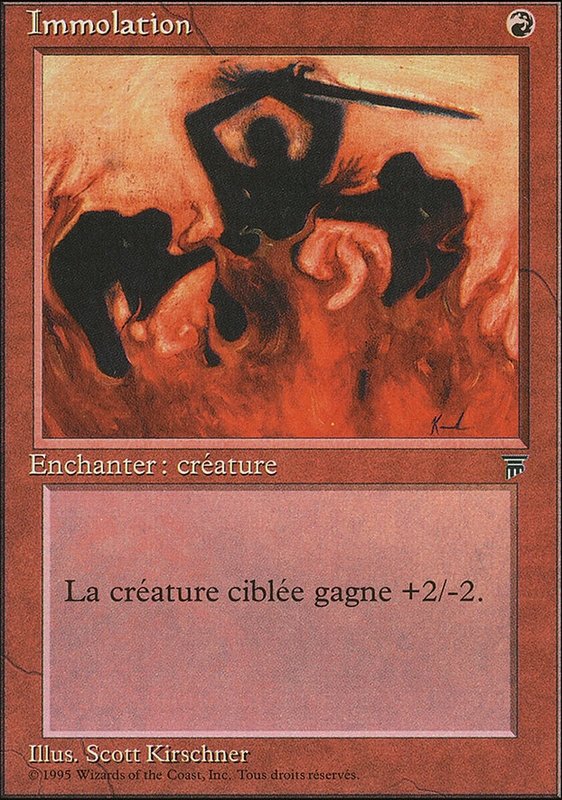 Immolation
Enchanter : créature
La créature ciblée gagne +2/-2.
Illus. Scott Kirschner
©1995 Wizards of the Coast, Inc. Tous droits réservés.